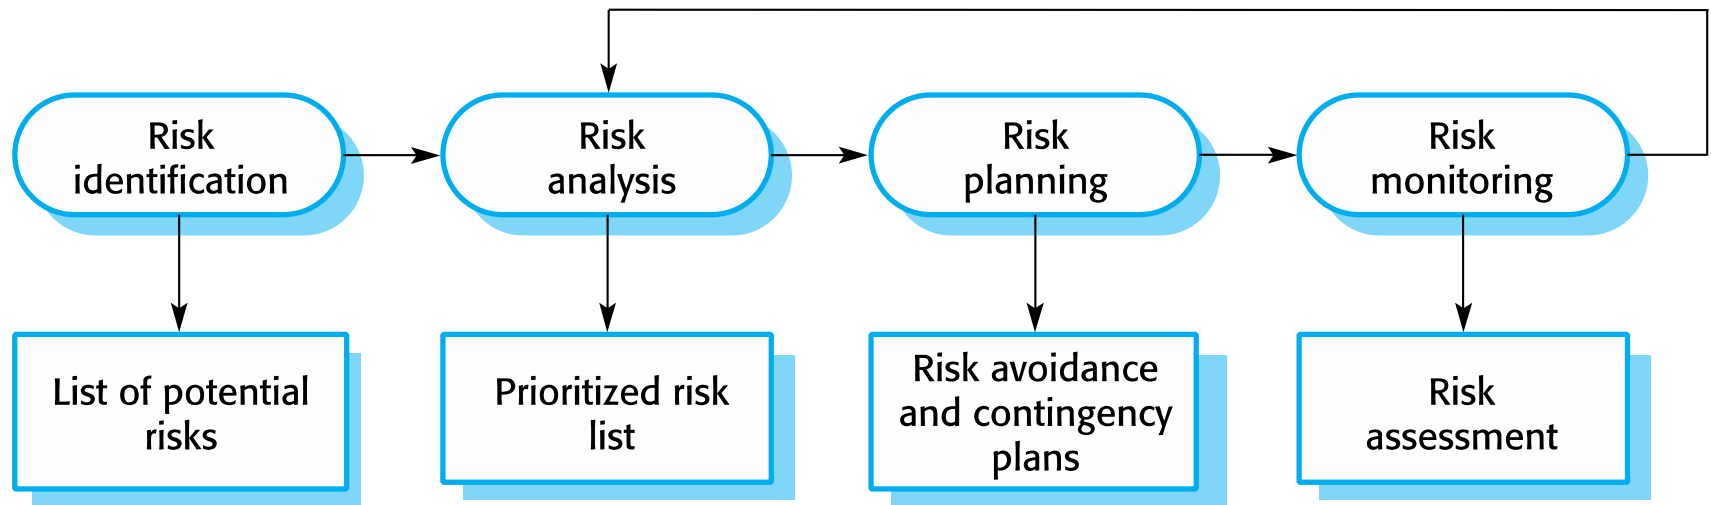 Risk
identification
Risk
analysis
Risk
planning
Risk
monitoring
List of potential
risks
Prioritized risk
list
Risk avoidance
and contingency
plans
Risk
assessment